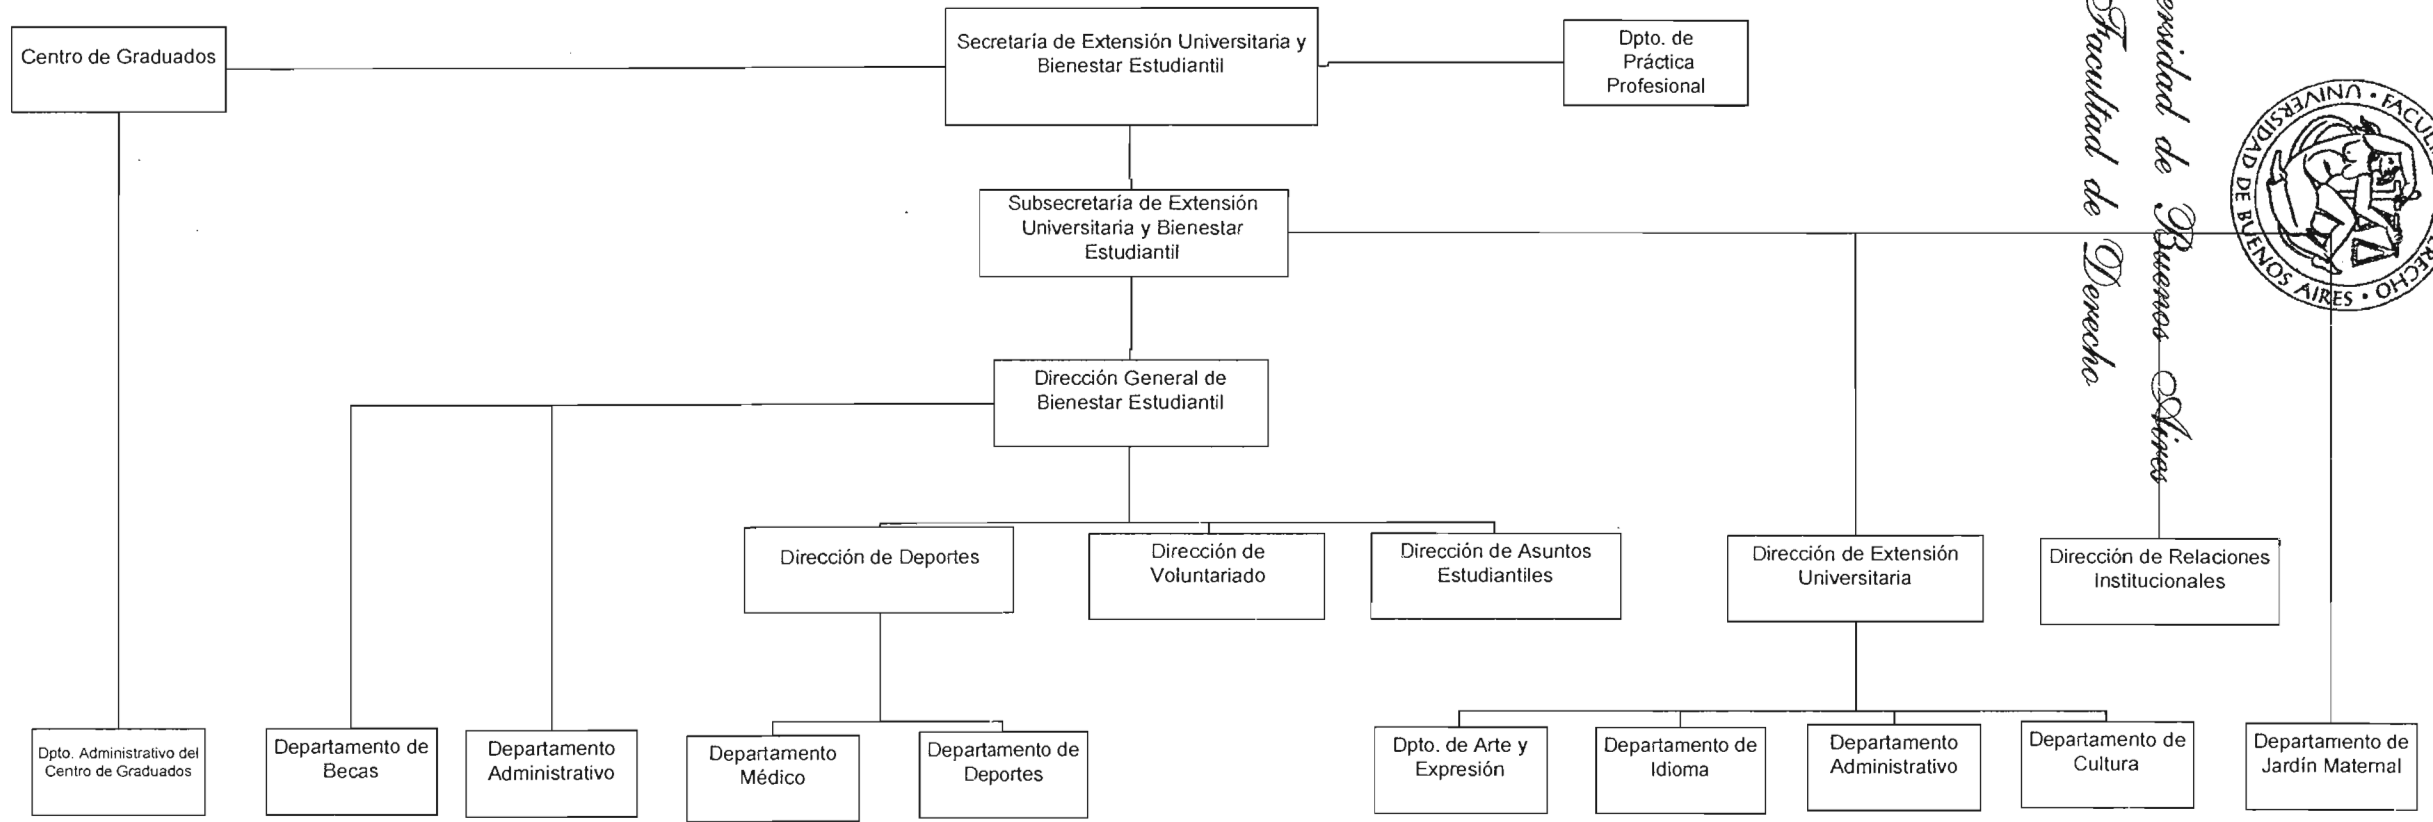 Centro de Graduados
Secretaría de Extensión Universitaria y
Bienestar Estudiantil
Dpto. de
Práctica
Profesional
de Buenos Aires
Facultad de Derecho
UNIVERSIDAD DE BUENOS AIRES
Subsecretaría de Extensión
Universitaria y Bienestar
Estudiantil
Dirección General de
Bienestar Estudiantil
Dirección de Deportes
Dirección de
Voluntariado
Dirección de Asuntos
Estudiantiles
Dirección de Extensión
Universitaria
Dirección de Relaciones
Institucionales
Dpto. Administrativo del
Centro de Graduados
Departamento de
Becas
Departamento
Administrativo
Departamento
Médico
Departamento de
Deportes
Dpto. de Arte y
Expresión
Departamento de
Idioma
Departamento
Administrativo
Departamento de
Cultura
Departamento de
Jardín Maternal